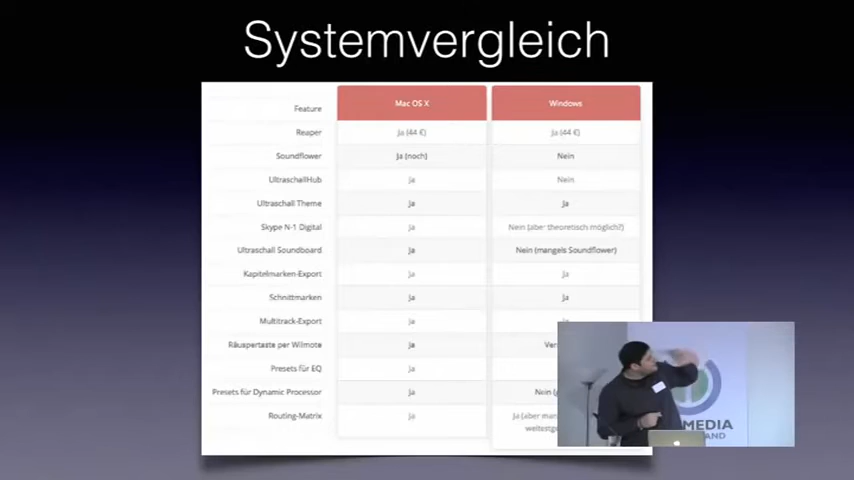 Systemvergleich
Feature Mac OS X Windows
Reaper Ja (44 €) Ja (44 €)
Soundflower Ja (noch) Nein
UltraschallHub Ja Nein
Ultraschall Theme Ja Ja
Skype N-1 Digital Ja Nein (aber theoretisch möglich?)
Ultraschall Soundboard Ja Nein (mangels Soundflower)
Kapitelmarken-Export Ja Ja
Schnittmarken Ja Ja
Multitrack-Export Ja Ja
Räuspertaste per Wiimote Ja
Presets für EQ Ja
Presets für Dynamic Processor Ja Nein
Routing-Matrix Ja Ja (aber
MEDIA
AND